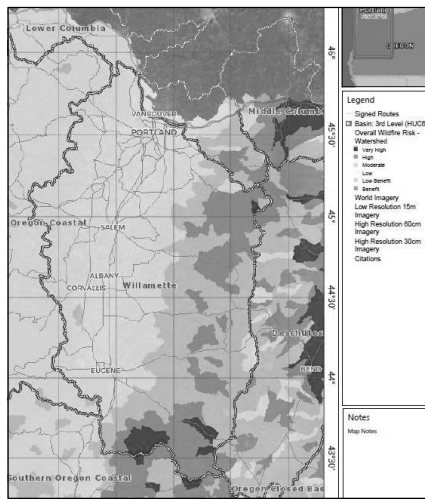 Lower Columbia
VANCOUVER
PORTLAND
Middle Columb
Oregon Coastal
SALEM
ALBANY
CORVALLIS
Willamette
Deschutes
EUGENE
BEND
Southern Oregon Coastal
Oregon Closed Bas
45°30'
45°
44°30'
44°
43°30'
OREGON
Legend
Signed Routes
Basin: 3rd Level (HUC6
Overall Wildfire Risk -
Watershed
Very High
High
Moderate
Low
Low Benefit
Benefit
World Imagery
Low Resolution 15m
Imagery
High Resolution 60cm
Imagery
High Resolution 30cm
Imagery
Citations
Notes
Map Notes